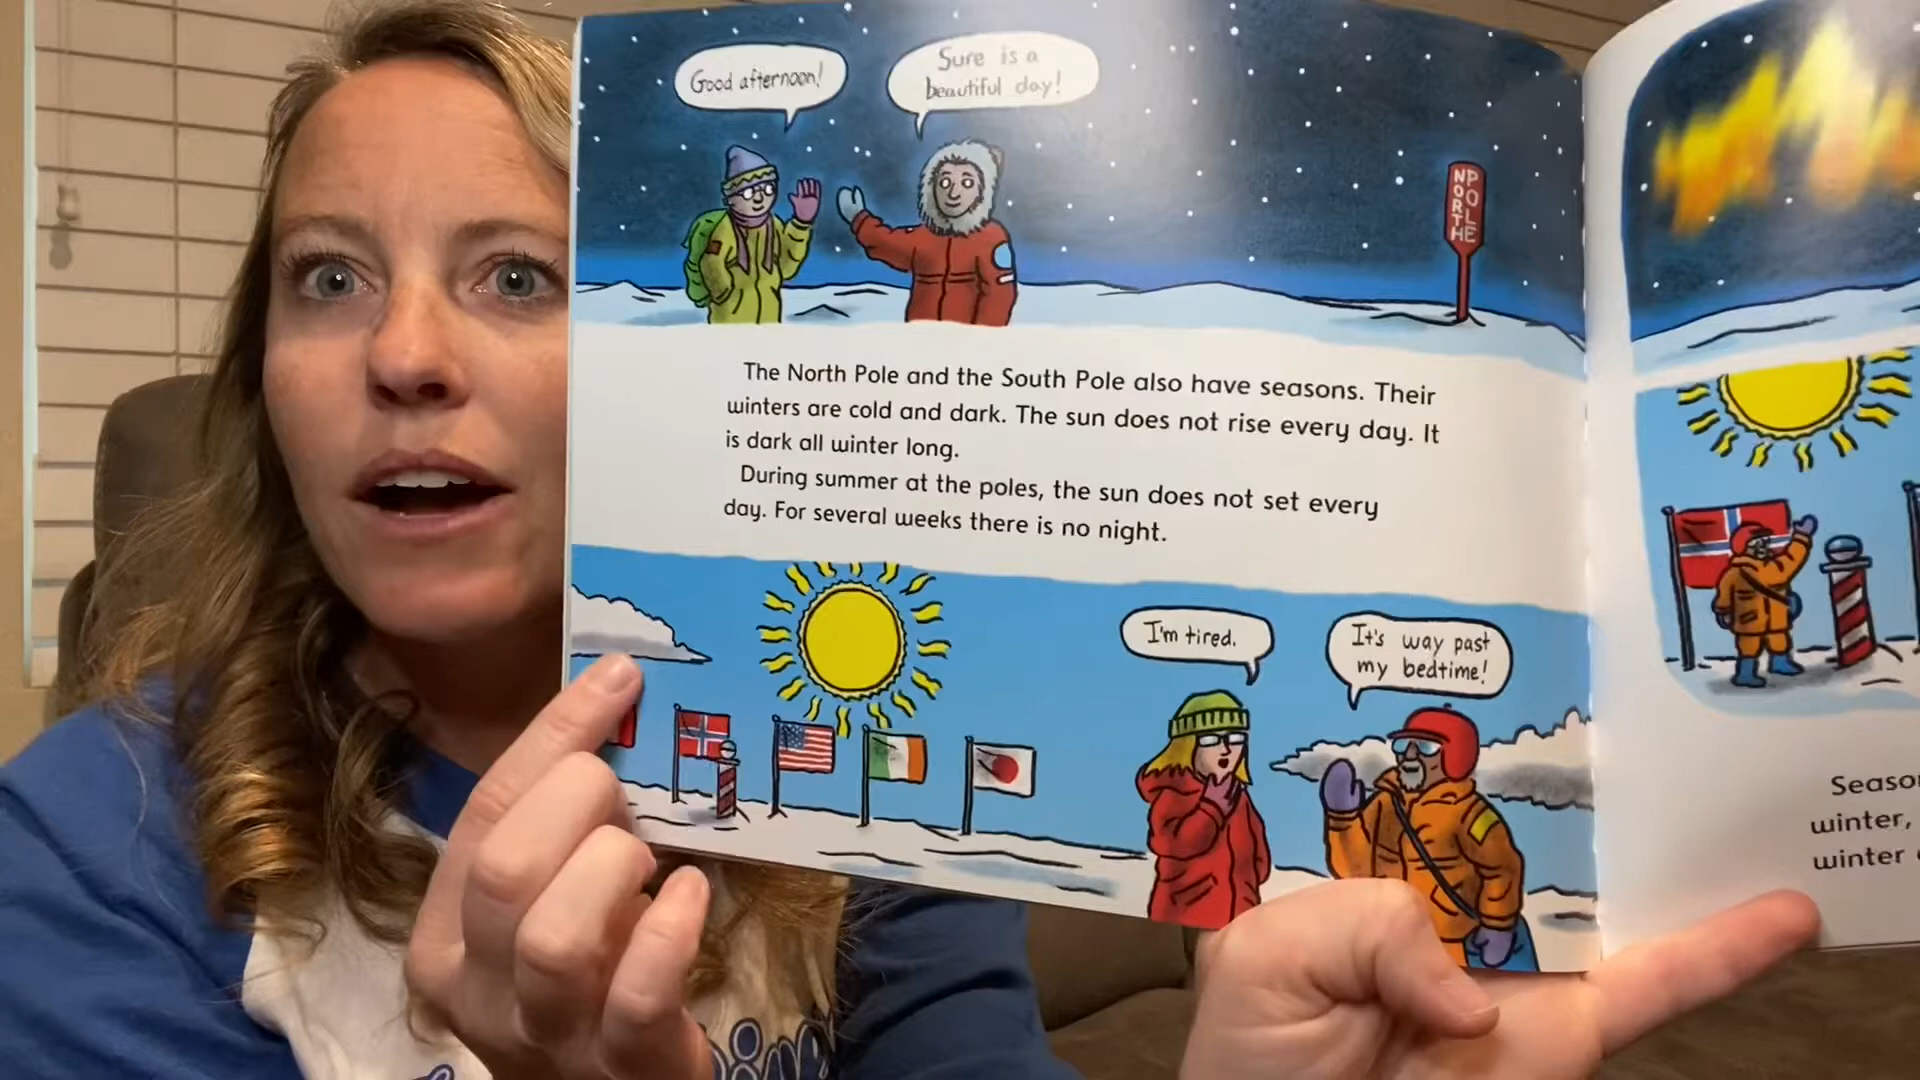 Good afternoon!
Sure is a
beautiful day!
NORTH POLE
The North Pole and the South Pole also have seasons. Their
winters are cold and dark. The sun does not rise every day. It
is dark all winter long.
During summer at the poles, the sun does not set every
day. For several weeks there is no night.
I'm tired.
It's way past
my bedtime!
winter,
winter